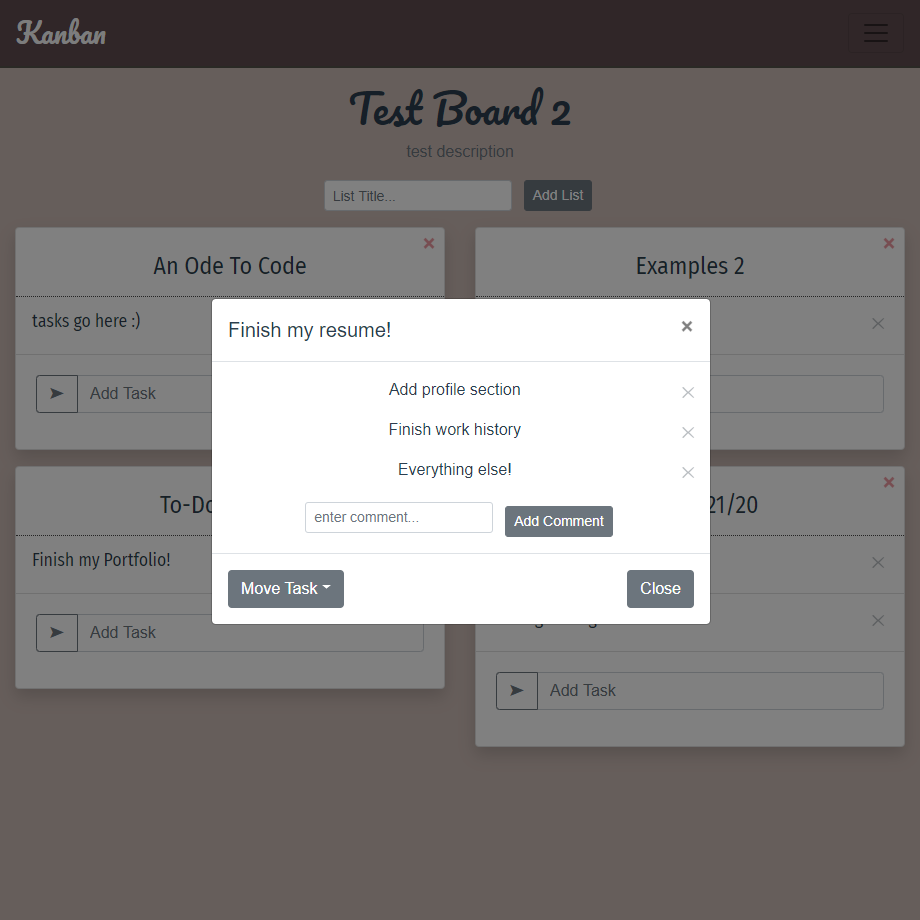 Kanban
Test Board 2
test description
List Title...
Add List
An Ode To Code
Examples 2
tasks go here :)
Add Task
Finish my resume!
Add profile section
Finish work history
Everything else!
enter comment...
Add Comment
Move Task
Close
To-Do
21/20
Finish my Portfolio!
Add Task
Add Task